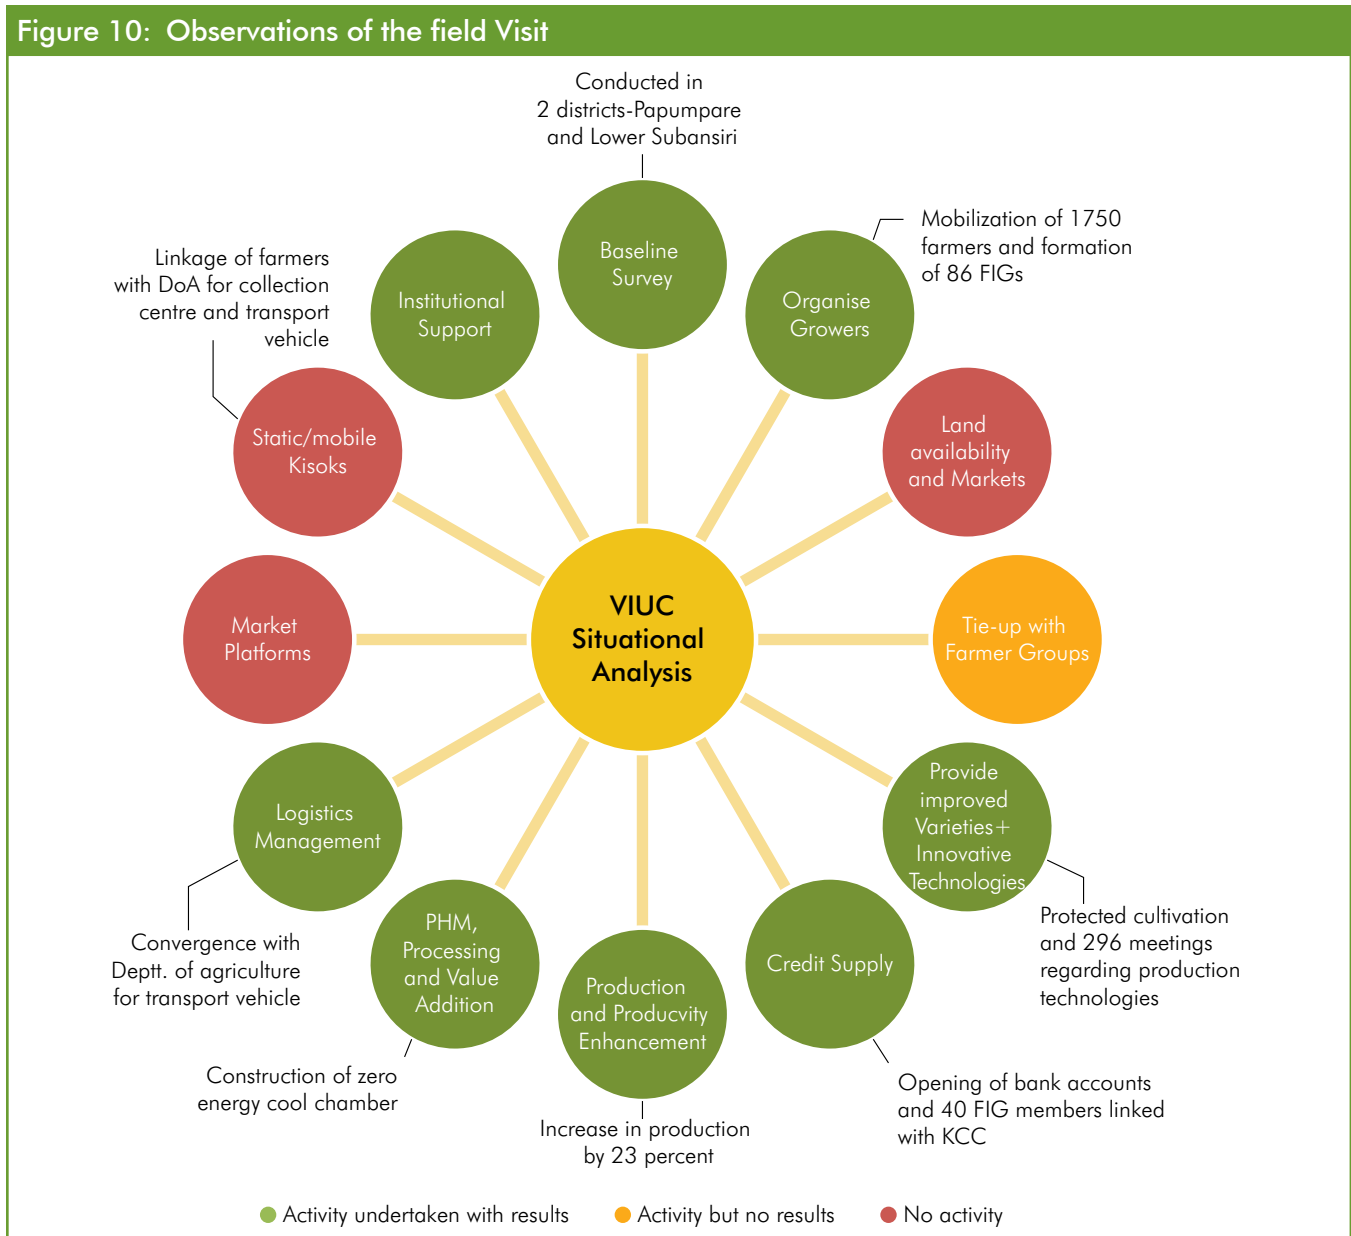 Figure 10: Observations of the field Visit
Conducted in
2 districts-Papumpare
and Lower Subansiri
Baseline
Survey
Mobilization of 1750
farmers and formation
of 86 FIGs
Organise
Growers
Land
availability
and Markets
Tie-up with
Farmer Groups
Provide
improved
Varieties+
Innovative
Technologies
Protected cultivation
and 296 meetings
regarding production
technologies
Credit Supply
Opening of bank accounts
and 40 FIG members linked
with KCC
Production
and Producvity
Enhancement
Increase in production
by 23 percent
PHM,
Processing
and Value
Addition
Construction of zero
energy cool chamber
Logistics
Management
Convergence with
Deptt. of agriculture
for transport vehicle
Market
Platforms
Static/mobile
Kisoks
Linkage of farmers
with DoA for collection
centre and transport
vehicle
Institutional
Support
VIUC
Situational
Analysis
Activity undertaken with results
Activity but no results
No activity